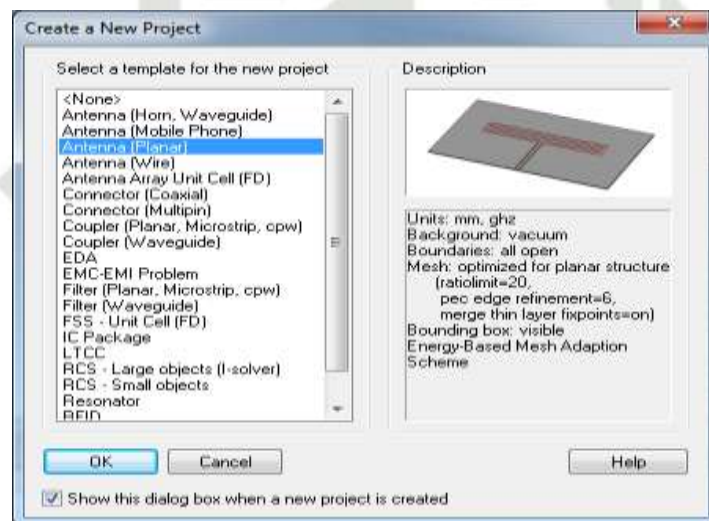 Create a New Project
Select a template for the new project
<None>
Antenna (Horn, Waveguide)
Antenna (Mobile Phone)
Antenna (Planar)
Antenna (Wire)
Antenna Array Unit Cell (FD)
Connector (Coaxial)
Connector (Multipin)
Coupler (Planar, Microstrip, cpw)
Coupler (Waveguide)
EDA
EMC-EMI Problem
Filter (Planar, Microstrip, cpw)
Filter (Waveguide)
FSS - Unit Cell (FD)
IC Package
LTCC
RCS - Large objects (I-solver)
RCS - Small objects
Resonator
RFID
Description
Units: mm, ghz
Background: vacuum
Boundaries: all open
Mesh: optimized for planar structure
(ratiolimit=20,
pec edge refinement=6,
merge thin layer fixpoints=on)
Bounding box: visible
Energy-Based Mesh Adaption
Scheme
OK
Cancel
Help
Show this dialog box when a new project is created